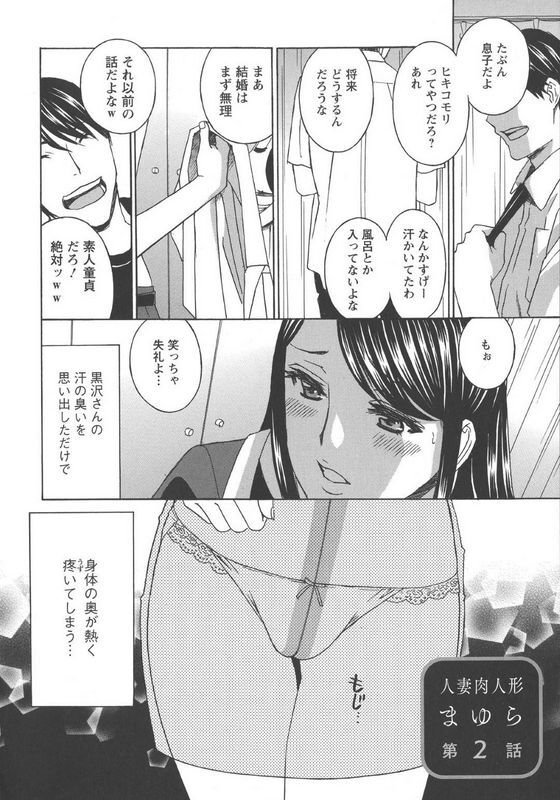 たぶん
息子だよ
ヒキコモリ
ってやつだろ?
あれ
なんかすげー
汗かいてたわ
将来
どうするん
だろうな
風呂とか
入ってないよな
まあ
結婚は
まず無理
それ以前の
話だよなw
素人童貞
だろ!
絶対ッww
もぉ
笑っちゃ
失礼よ…
黒沢さんの
汗の臭いを
思い出しただけで
身体の奥が熱く
疼いてしまう…
うず
もじ…
人妻肉人形
まゆら
第2話